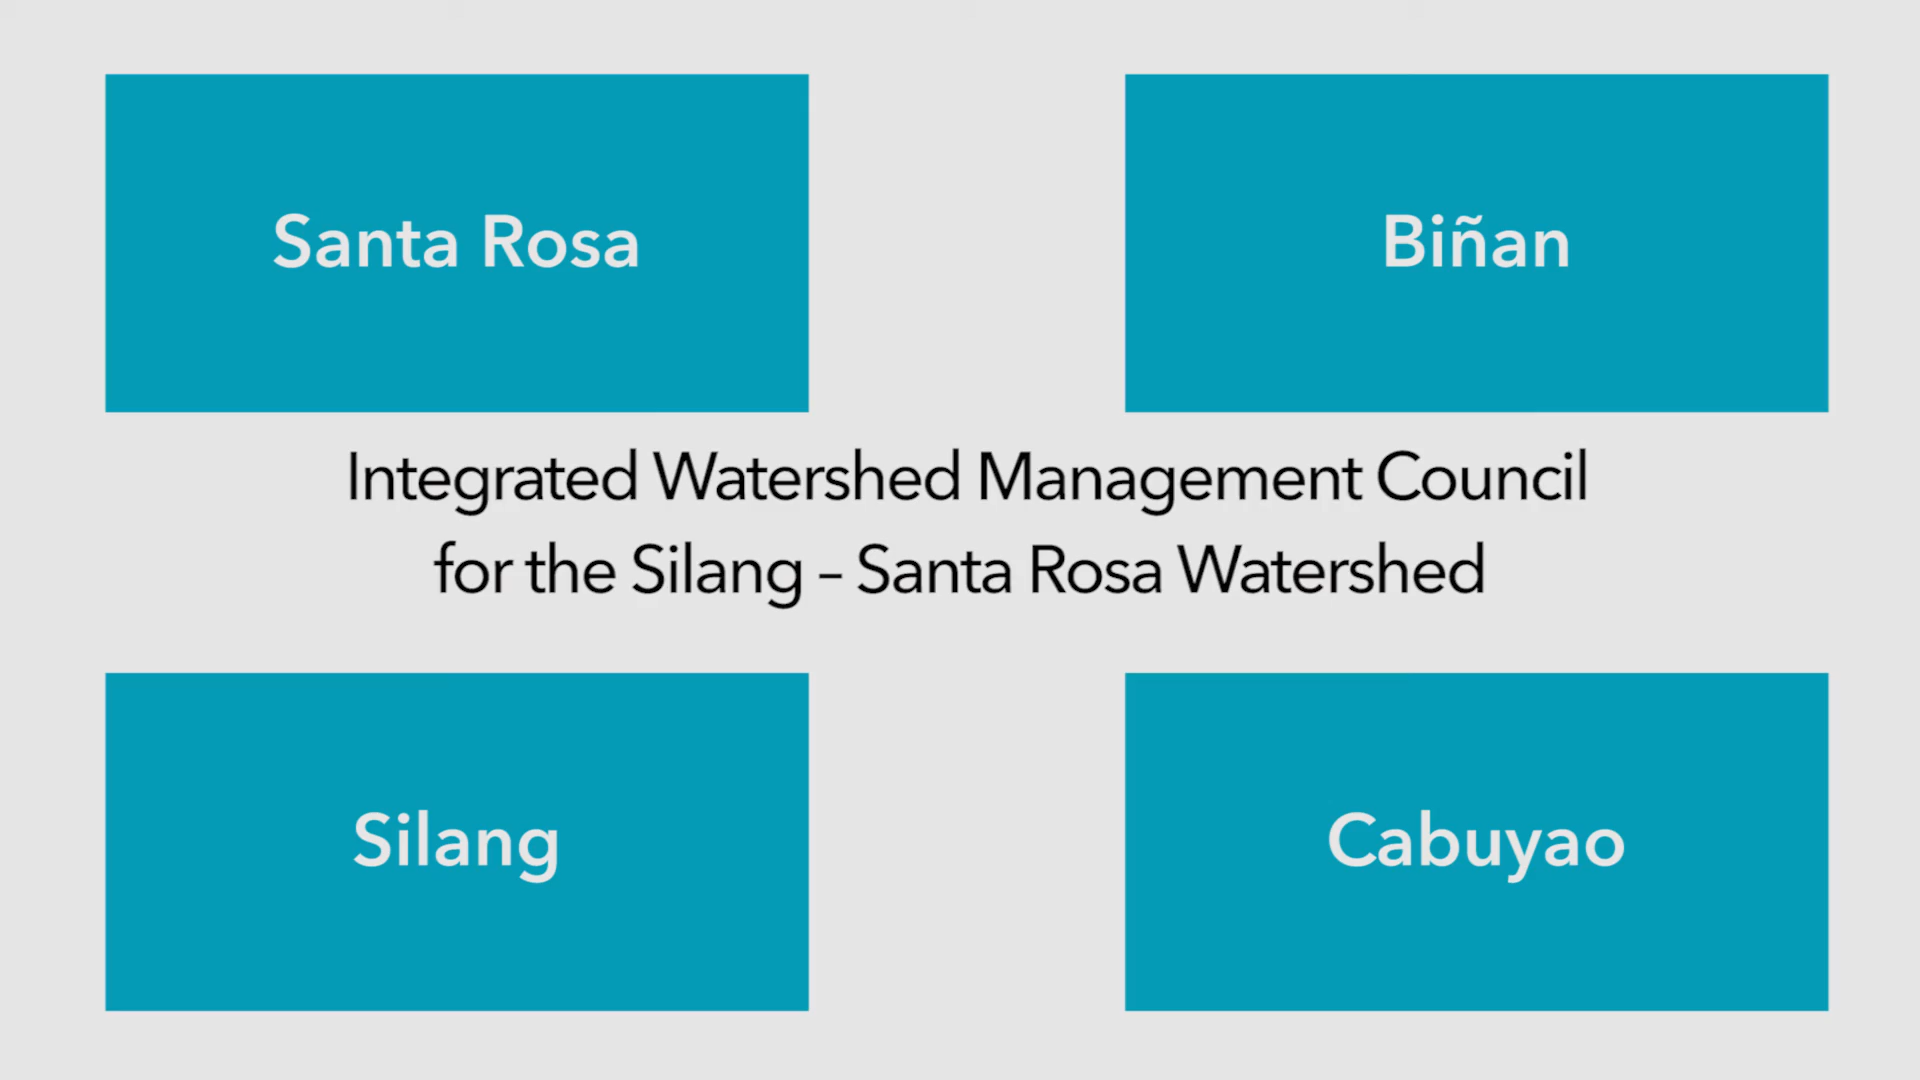 Santa Rosa
Biñan
Integrated Watershed Management Council
for the Silang – Santa Rosa Watershed
Silang
Cabuyao